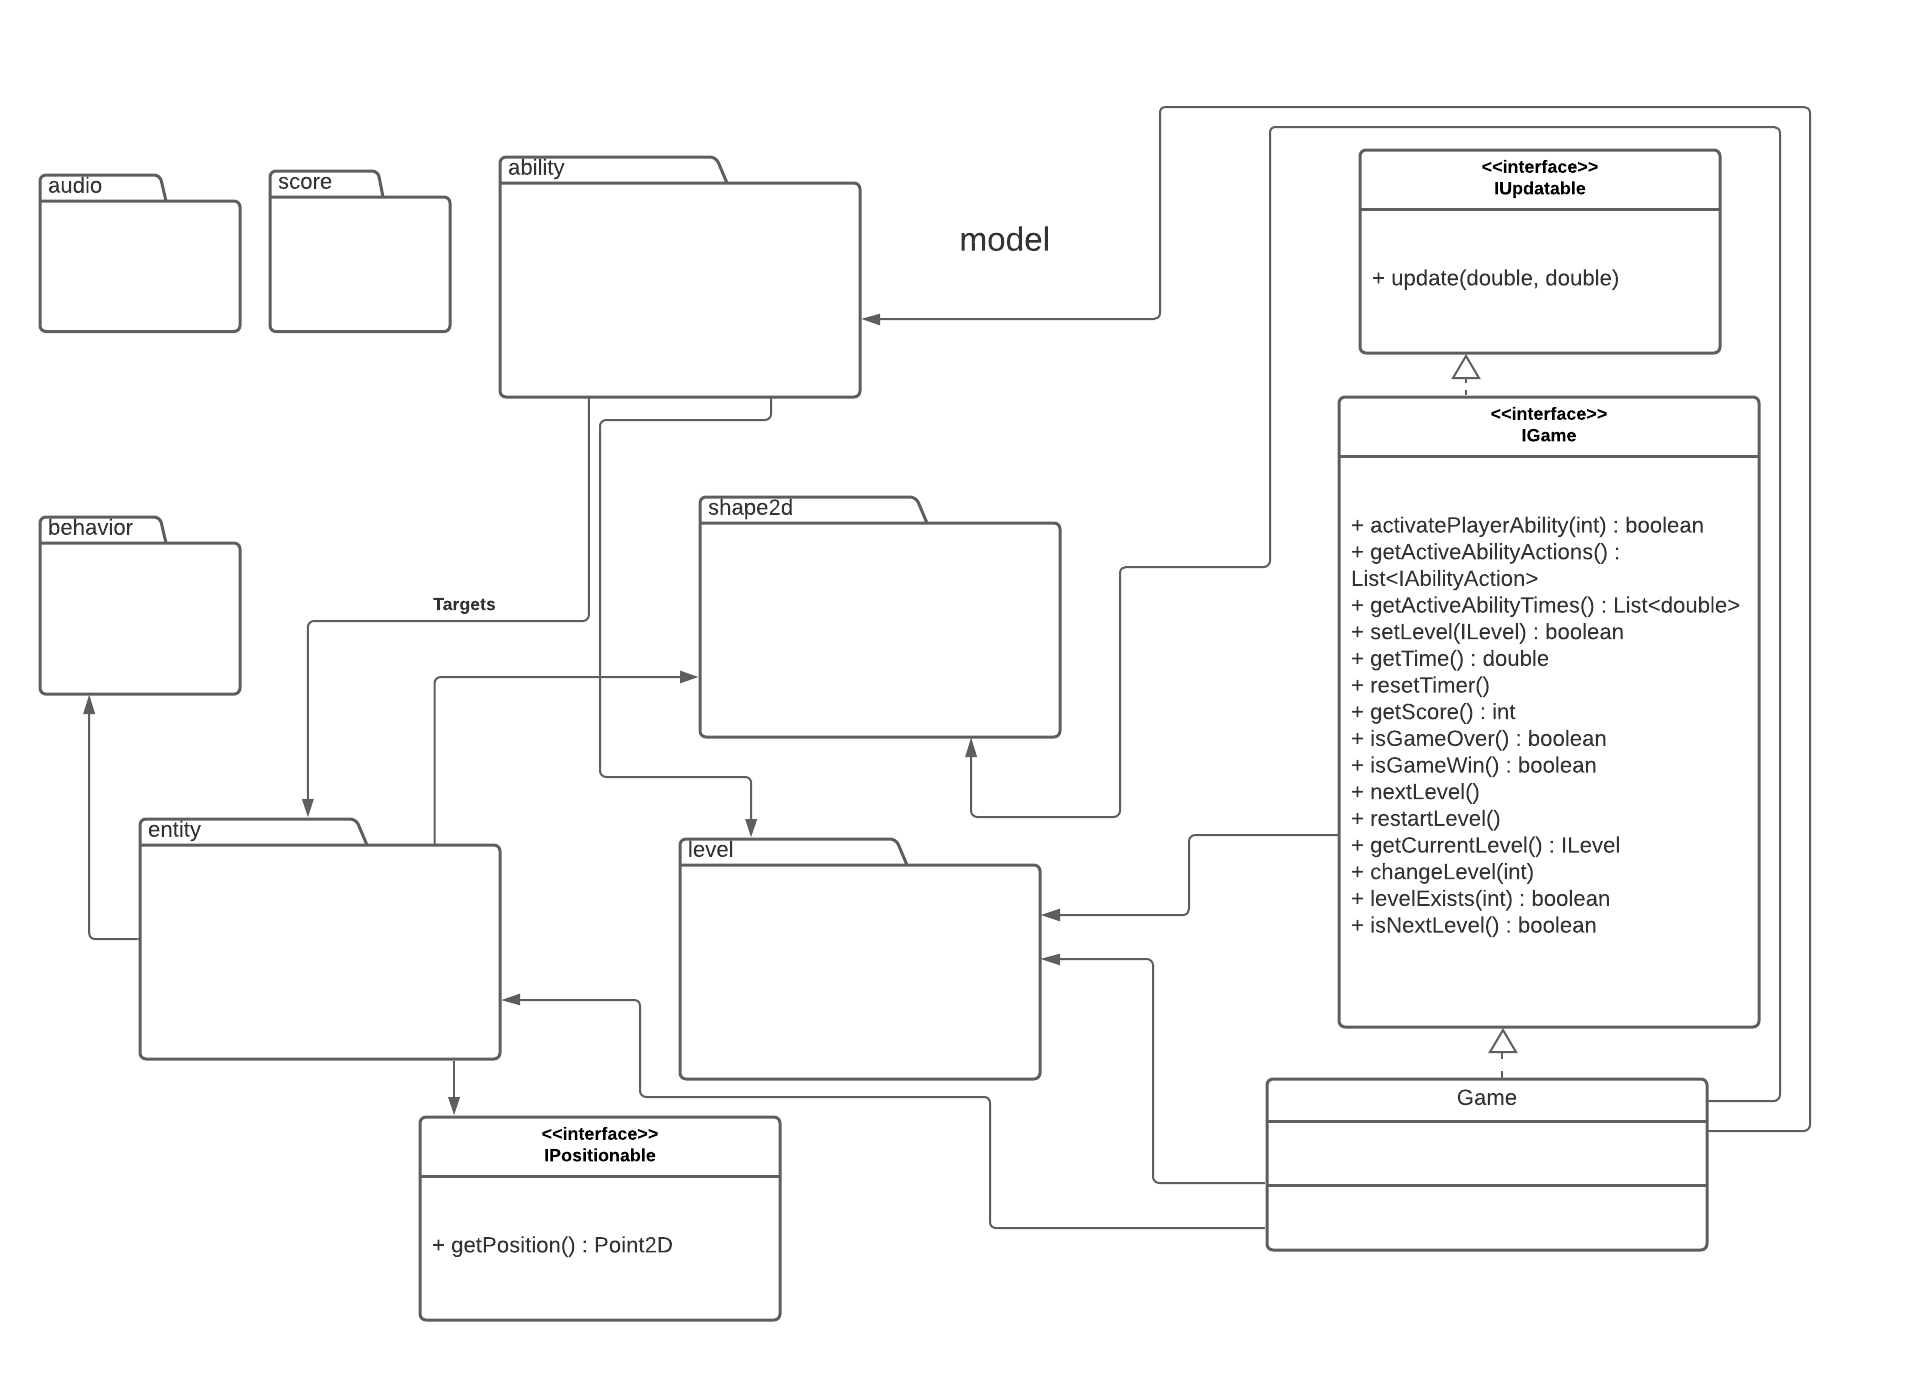 audio
score
ability
model
<<interface>>
IUpdatable
+ update(double, double)
<<interface>>
IGame
+ activatePlayerAbility(int) : boolean
+ getActiveAbilityActions() :
List<IAbilityAction>
+ getActiveAbilityTimes() : List<double>
+ setLevel(ILevel) : boolean
+ getTime() : double
+ resetTimer()
+ getScore() : int
+ isGameOver() : boolean
+ isGameWin() : boolean
+ nextLevel()
+ restartLevel()
+ getCurrentLevel() : ILevel
+ changeLevel(int)
+ levelExists(int) : boolean
+ isNextLevel() : boolean
behavior
shape2d
Targets
entity
level
Game
<<interface>>
IPositionable
+ getPosition() : Point2D